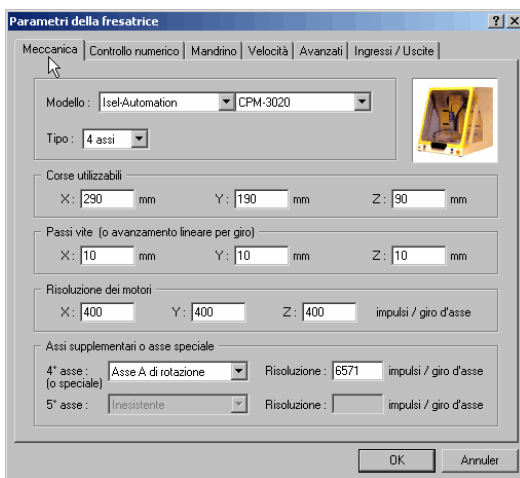 Parametri della fresatrice
Meccanica Controllo numerico Mandrino Velocità Avanzati Ingressi / Uscite
Modello : Isel-Automation CPM-3020
Tipo : 4 assi
Corse utilizzabili
X : 290 mm Y : 190 mm Z : 90 mm
Passi vite (o avanzamento lineare per giro)
X : 10 mm Y : 10 mm Z : 10 mm
Risoluzione dei motori
X : 400 Y : 400 Z : 400 impulsi / giro d'asse
Assi supplementari o asse speciale
4° asse : Asse A di rotazione Risoluzione : 6571 impulsi / giro d'asse
(o speciale)
5° asse : Inesistente Risoluzione : impulsi / giro d'asse
OK Annuler